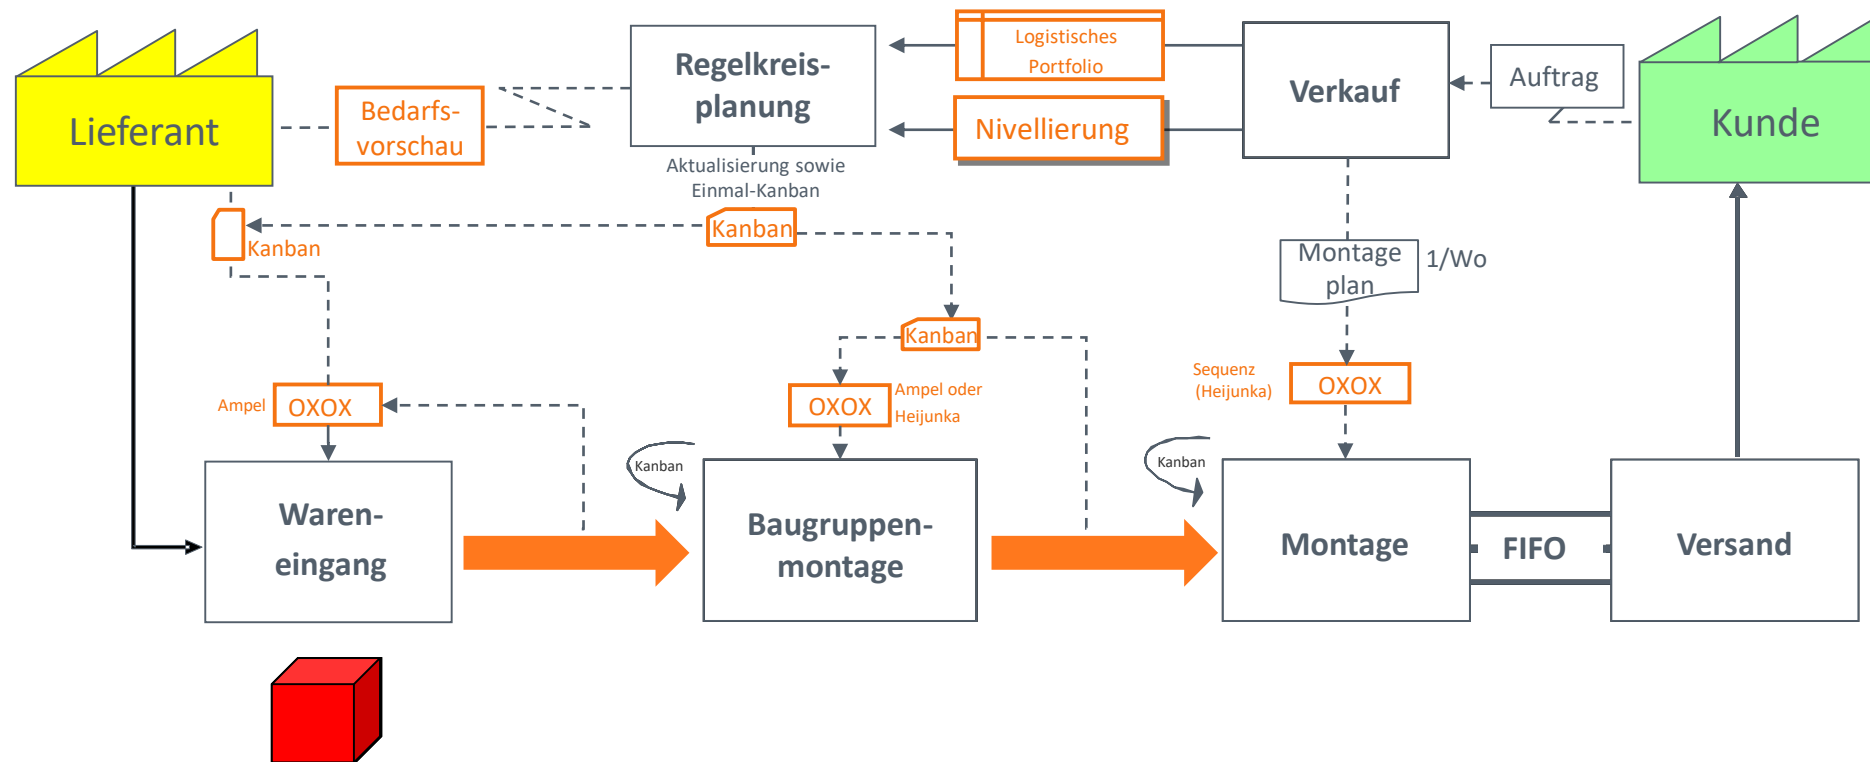 Lieferant
Bedarfs-
vorschau
Regelkreis-
planung
Logistisches
Portfolio
Nivellierung
Verkauf
Auftrag
Kunde
Aktualisierung sowie
Einmal-Kanban
Kanban
Kanban
Kanban
Montage
plan
1/Wo
Ampel
OXOX
OXOX
Ampel oder
Heijunka
Sequenz
(Heijunka)
OXOX
Kanban
Kanban
Waren-
eingang
Baugruppen-
montage
Montage
FIFO
Versand